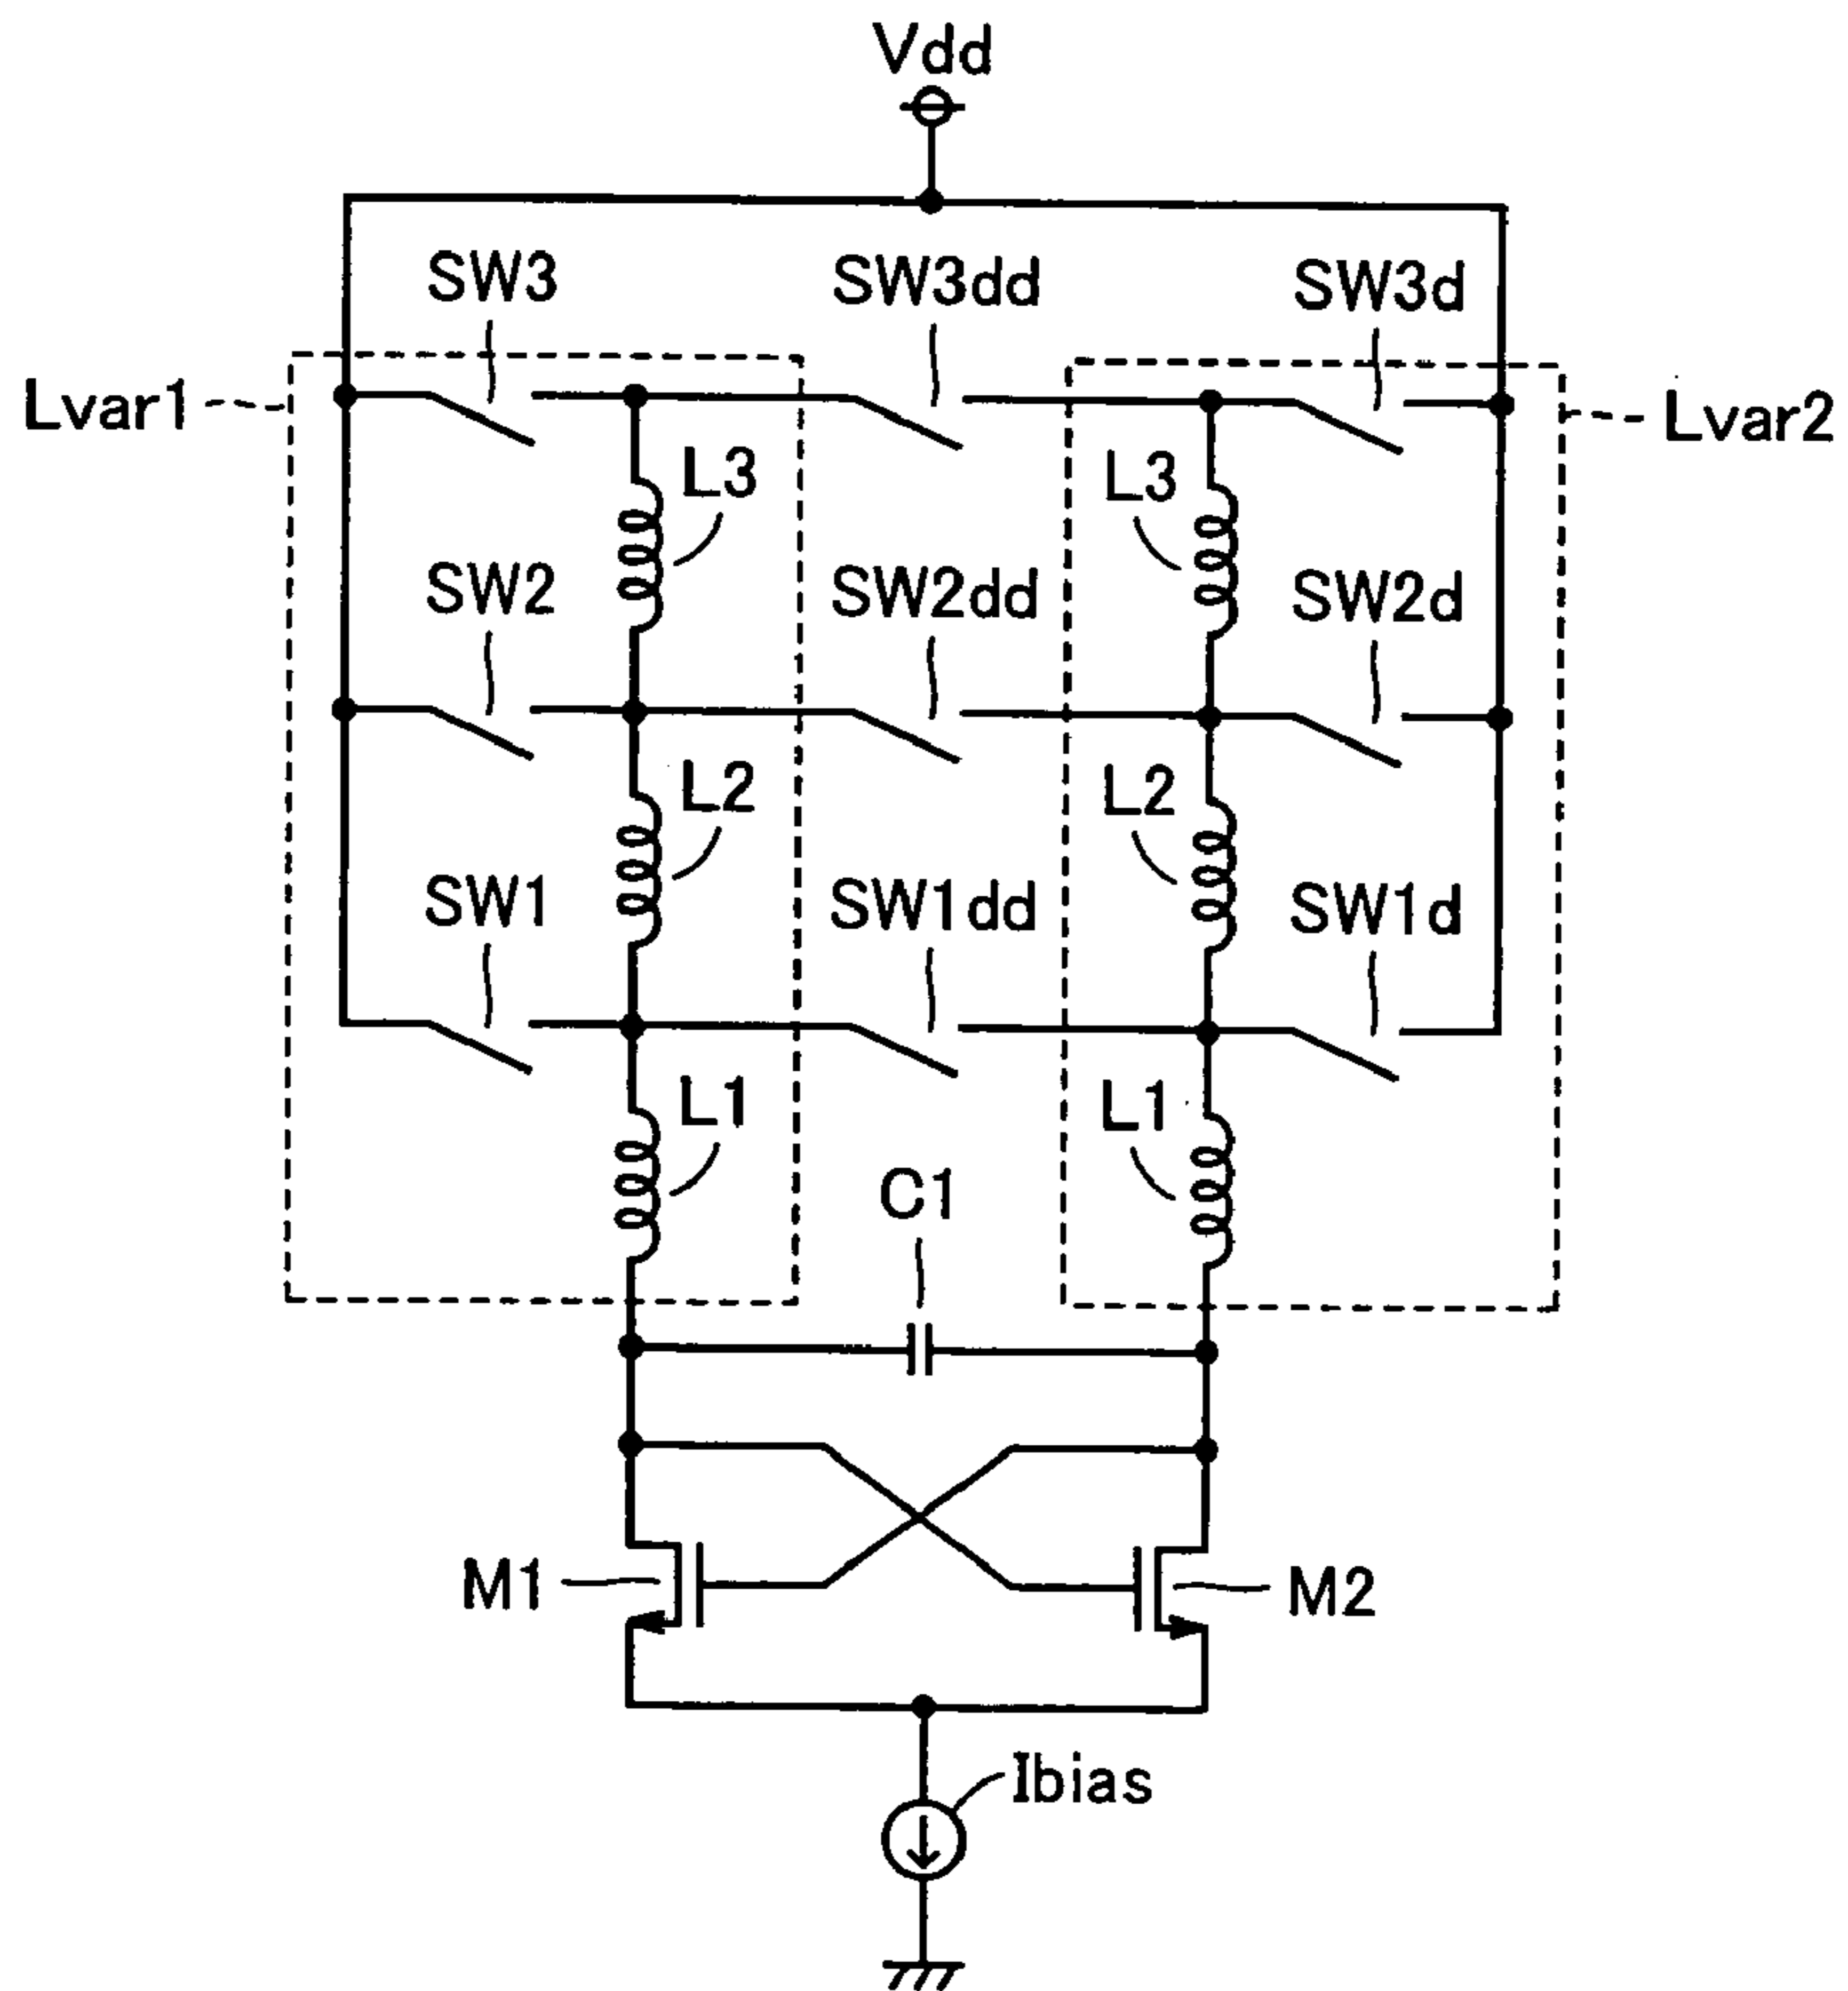 Vdd
SW3 SW3dd SW3d
Lvar1 Lvar2
L3 L3
SW2 SW2dd SW2d
L2 L2
SW1 SW1dd SW1d
L1 L1
C1
M1 M2
Ibias